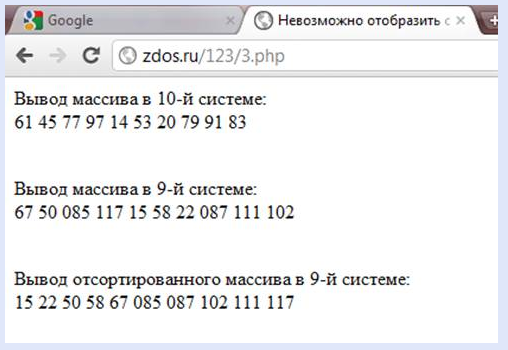 Google
Невозможно отобразить с
zdos.ru/123/3.php
Вывод массива в 10-й системе:
61 45 77 97 14 53 20 79 91 83
Вывод массива в 9-й системе:
67 50 085 117 15 58 22 087 111 102
Вывод отсортированного массива в 9-й системе:
15 22 50 58 67 085 087 102 111 117